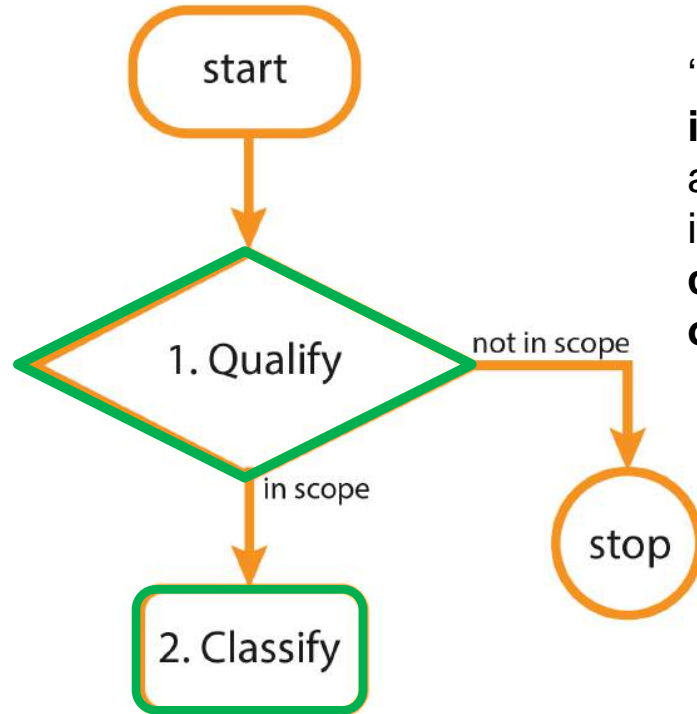 start
‘
i
a
i
c
c
1. Qualify
not in scope
in scope
stop
2. Classify